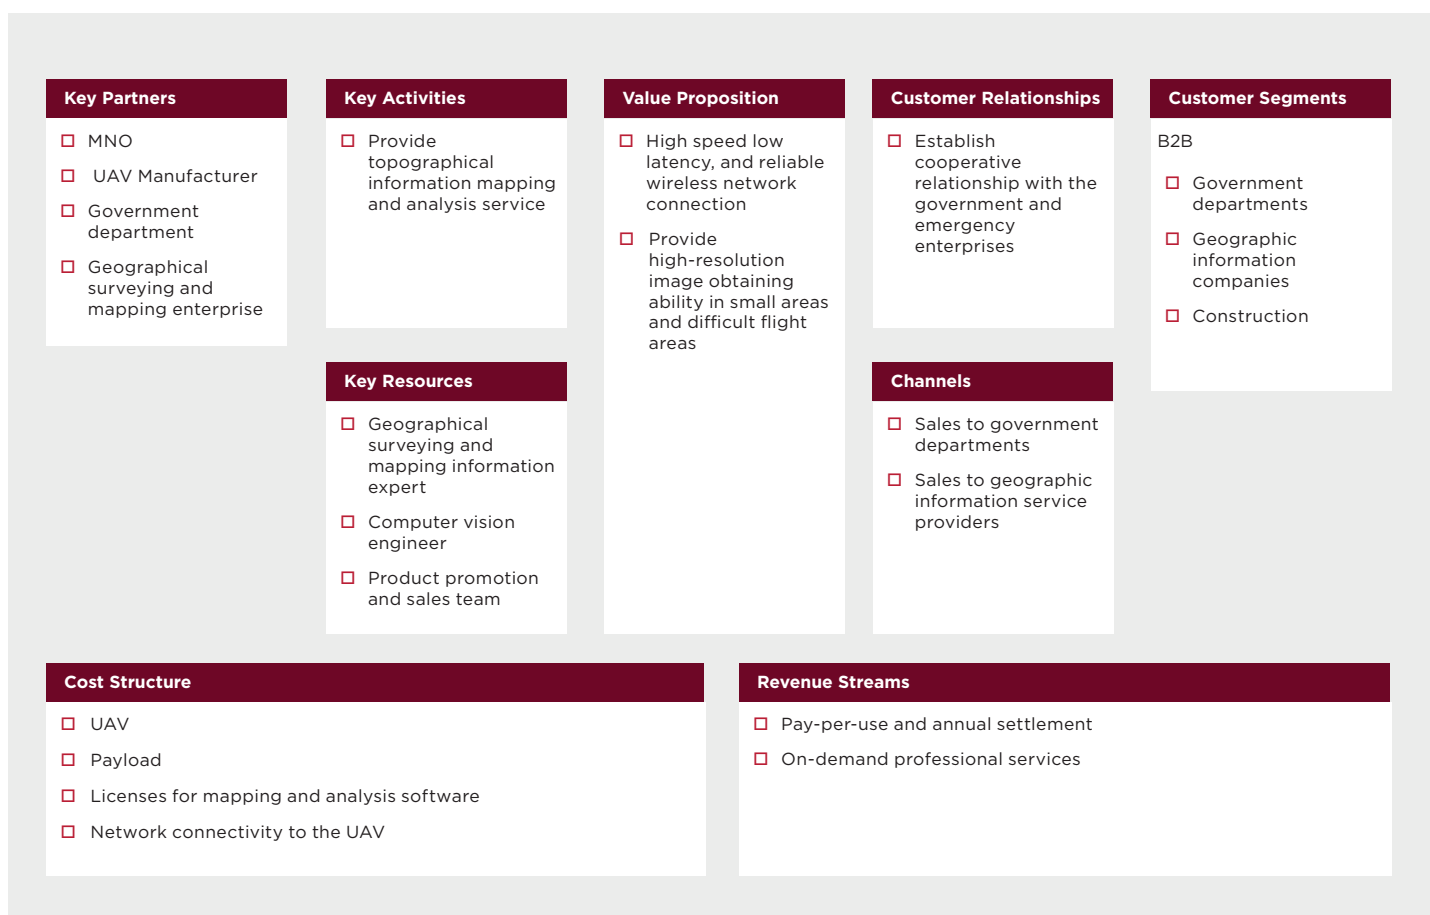 Key Partners
MNO
UAV Manufacturer
Government
department
Geographical
surveying and
mapping enterprise
Key Activities
Provide
topographical
information mapping
and analysis service
Key Resources
Geographical
surveying and
mapping information
expert
Computer vision
engineer
Product promotion
and sales team
Value Proposition
High speed low
latency, and reliable
wireless network
connection
Provide
high-resolution
image obtaining
ability in small areas
and difficult flight
areas
Customer Relationships
Establish
cooperative
relationship with the
government and
emergency
enterprises
Channels
Sales to government
departments
Sales to geographic
information service
providers
Customer Segments
B2B
Government
departments
Geographic
information
companies
Construction
Cost Structure
UAV
Payload
Licenses for mapping and analysis software
Network connectivity to the UAV
Revenue Streams
Pay-per-use and annual settlement
On-demand professional services